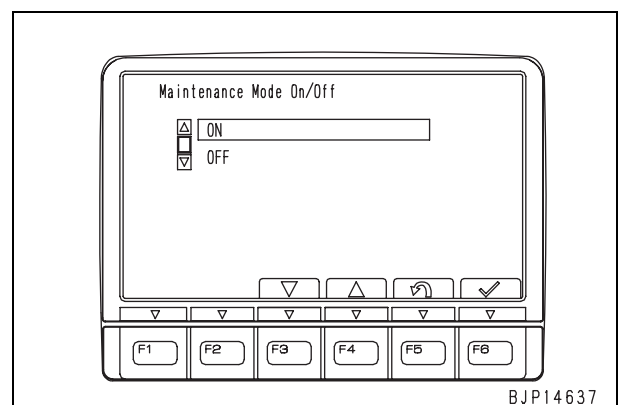 Maintenance Mode On/Off
ON
OFF
F1 F2 F3 F4 F5 F6
BJP14637